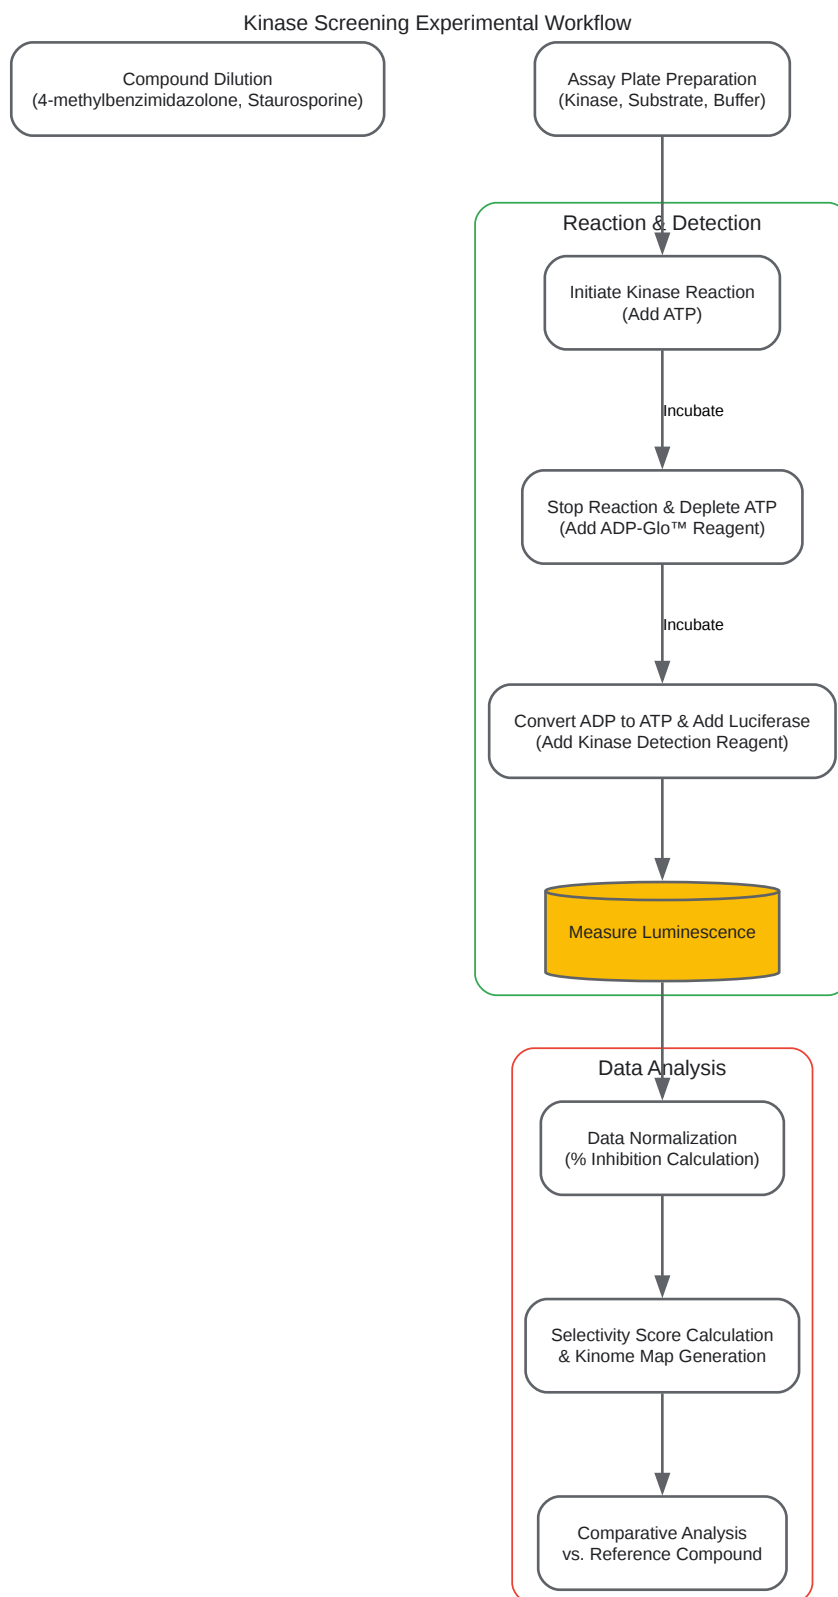 Kinase Screening Experimental Workflow
Compound Dilution
(4-methylbenzimidazolone, Staurosporine)
Assay Plate Preparation
(Kinase, Substrate, Buffer)
Reaction & Detection
Initiate Kinase Reaction
(Add ATP)
Incubate
Stop Reaction & Deplete ATP
(Add ADP-Glo™ Reagent)
Incubate
Convert ADP to ATP & Add Luciferase
(Add Kinase Detection Reagent)
Measure Luminescence
Data Analysis
Data Normalization
(% Inhibition Calculation)
Selectivity Score Calculation
& Kinome Map Generation
Comparative Analysis
vs. Reference Compound